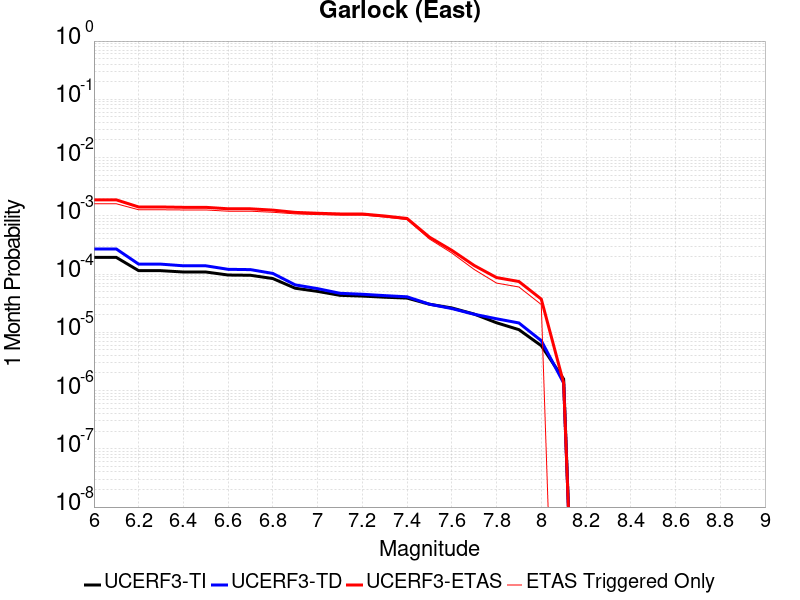 Garlock (East)
10^0
10^-1
10^-2
10^-3
10^-4
10^-5
10^-6
10^-7
10^-8
1 Month Probability
6 6.2 6.4 6.6 6.8 7 7.2 7.4 7.6 7.8 8 8.2 8.4 8.6 8.8 9
Magnitude
UCERF3-TI UCERF3-TD UCERF3-ETAS ETAS Triggered Only